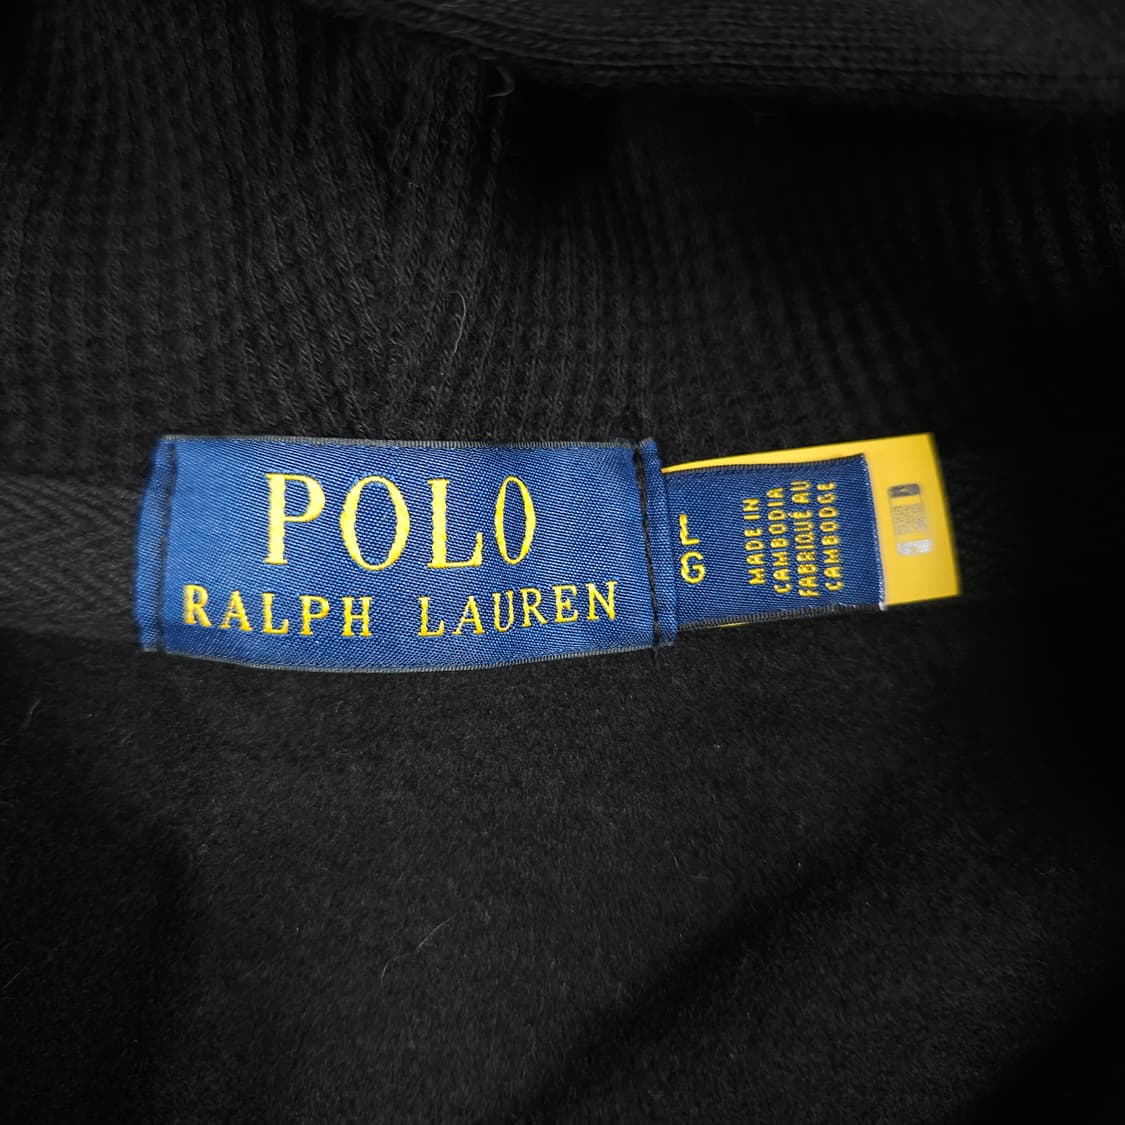 POLO
RALPH LAUREN
L
G
MADE IN
CAMBODIA
FABRIQUÉ AU
CAMBODGE